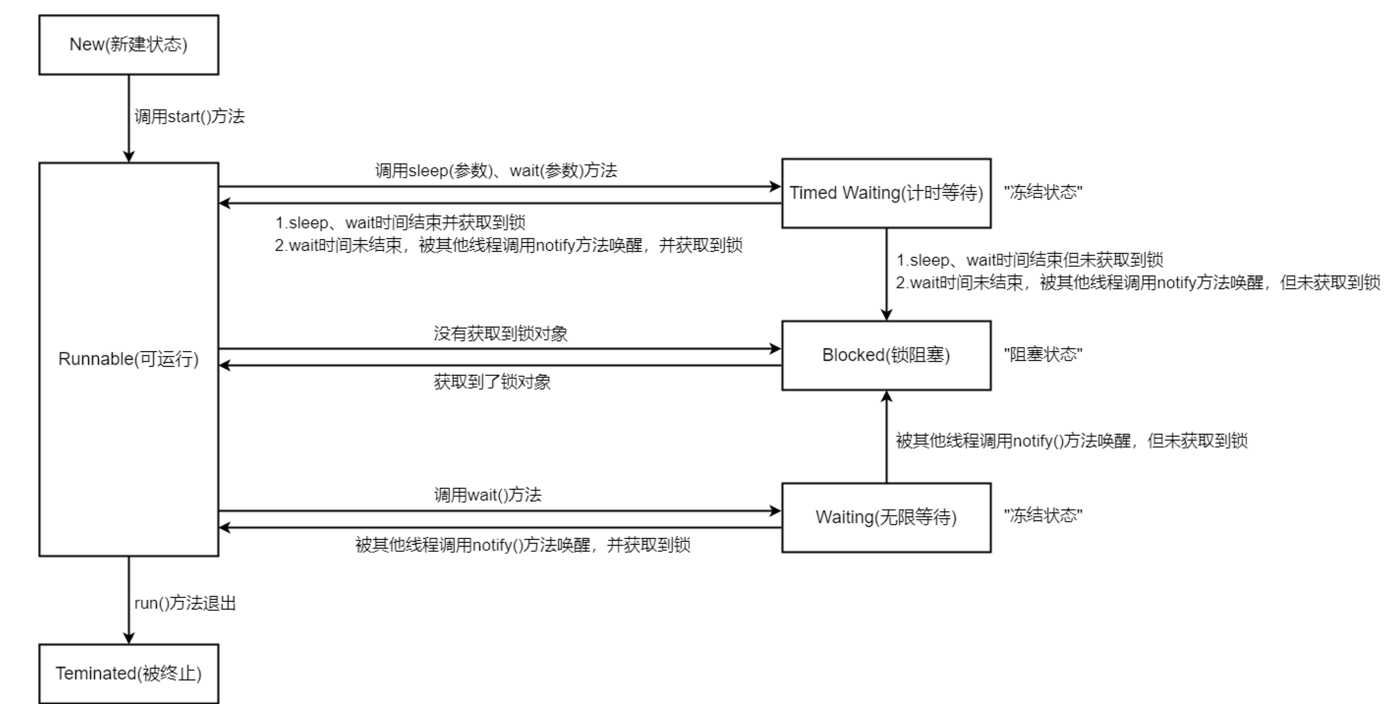 New(新建状态)
调用start()方法
调用sleep(参数)、wait(参数)方法
Timed Waiting(计时等待)
"冻结状态"
1.sleep、wait时间结束并获取到锁
2.wait时间未结束，被其他线程调用notify方法唤醒，并获取到锁
1.sleep、wait时间结束但未获取到锁
2.wait时间未结束，被其他线程调用notify方法唤醒，但未获取到锁
没有获取到锁对象
Runnable(可运行)
Blocked(锁阻塞)
"阻塞状态"
获取到了锁对象
被其他线程调用notify()方法唤醒，但未获取到锁
调用wait()方法
Waiting(无限等待)
"冻结状态"
被其他线程调用notify()方法唤醒，并获取到锁
run()方法退出
Teminated(被终止)